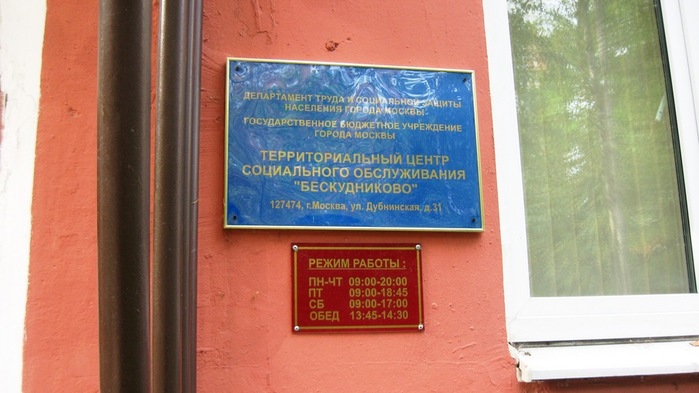 ДЕПАРТАМЕНТ ТРУДА И СОЦИАЛЬНОЙ ЗАЩИТЫ
НАСЕЛЕНИЯ ГОРОДА МОСКВЫ
ГОСУДАРСТВЕННОЕ БЮДЖЕТНОЕ УЧРЕЖДЕНИЕ
ГОРОДА МОСКВЫ
ТЕРРИТОРИАЛЬНЫЙ ЦЕНТР
СОЦИАЛЬНОГО ОБСЛУЖИВАНИЯ
"БЕСКУДНИКОВО"
127474, г.Москва, ул. Дубнинская, д.31
РЕЖИМ РАБОТЫ :
ПН-ЧТ 09:00-20:00
ПТ 09:00-18:45
СБ 09:00-17:00
ОБЕД 13:45-14:30